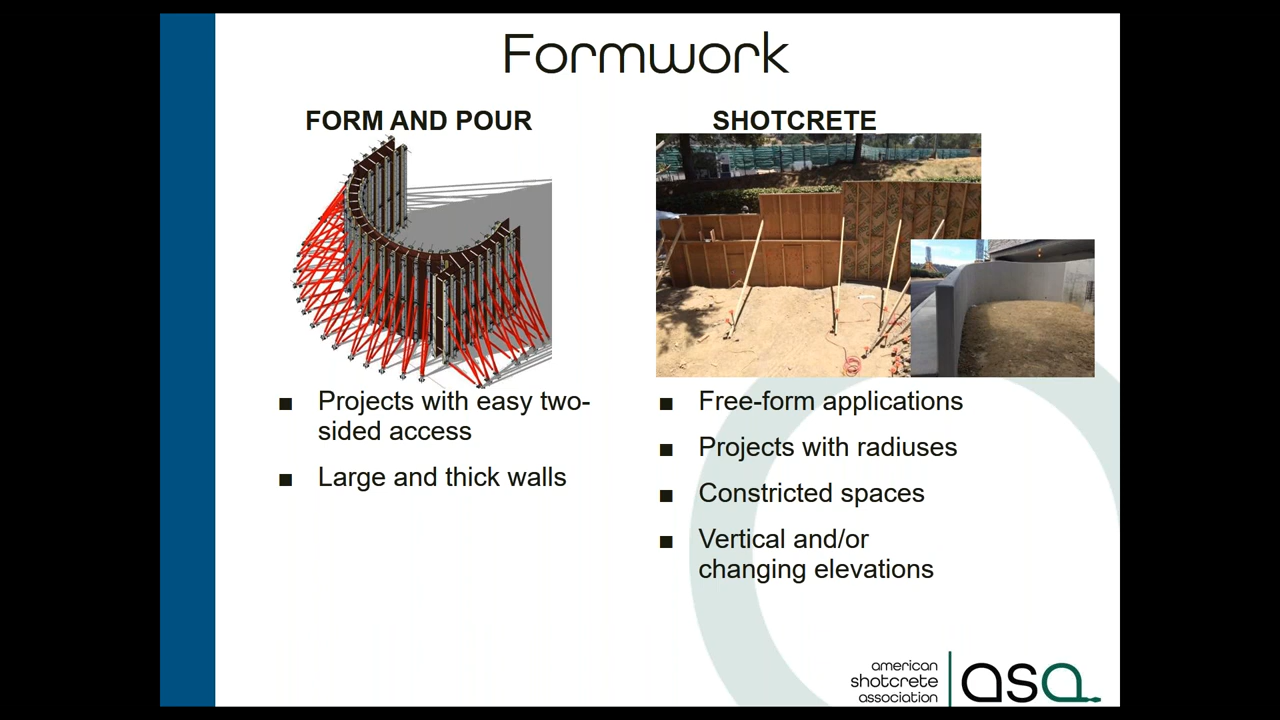 Formwork
FORM AND POUR
■ Projects with easy two-
sided access
■ Large and thick walls
SHOTCRETE
■ Free-form applications
■ Projects with radiuses
■ Constricted spaces
■ Vertical and/or
changing elevations
american
shotcrete
association
asa